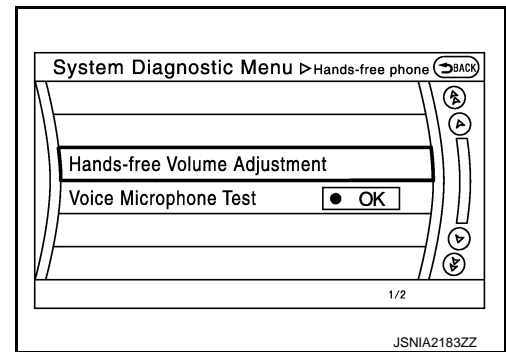 System Diagnostic Menu ▷Hands-free phone BACK
Hands-free Volume Adjustment
Voice Microphone Test ● OK
1/2
JSNIA2183ZZ